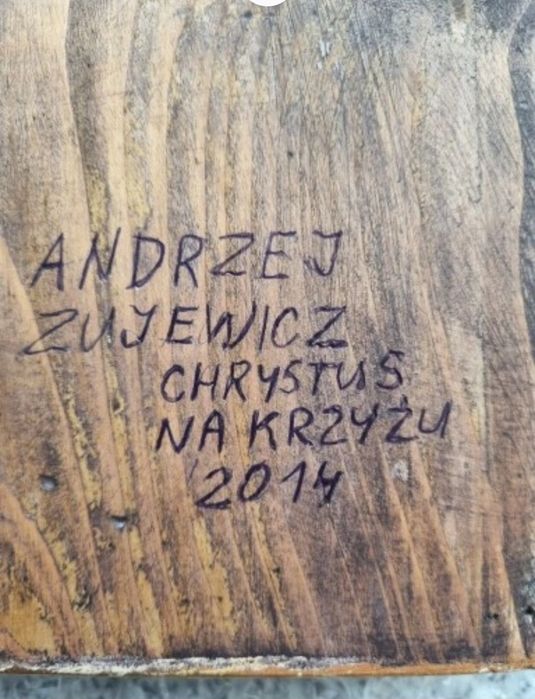 ANDRZEJ
ZUJEWICZ
CHRYSTUS
NA KRZYŻU
2014